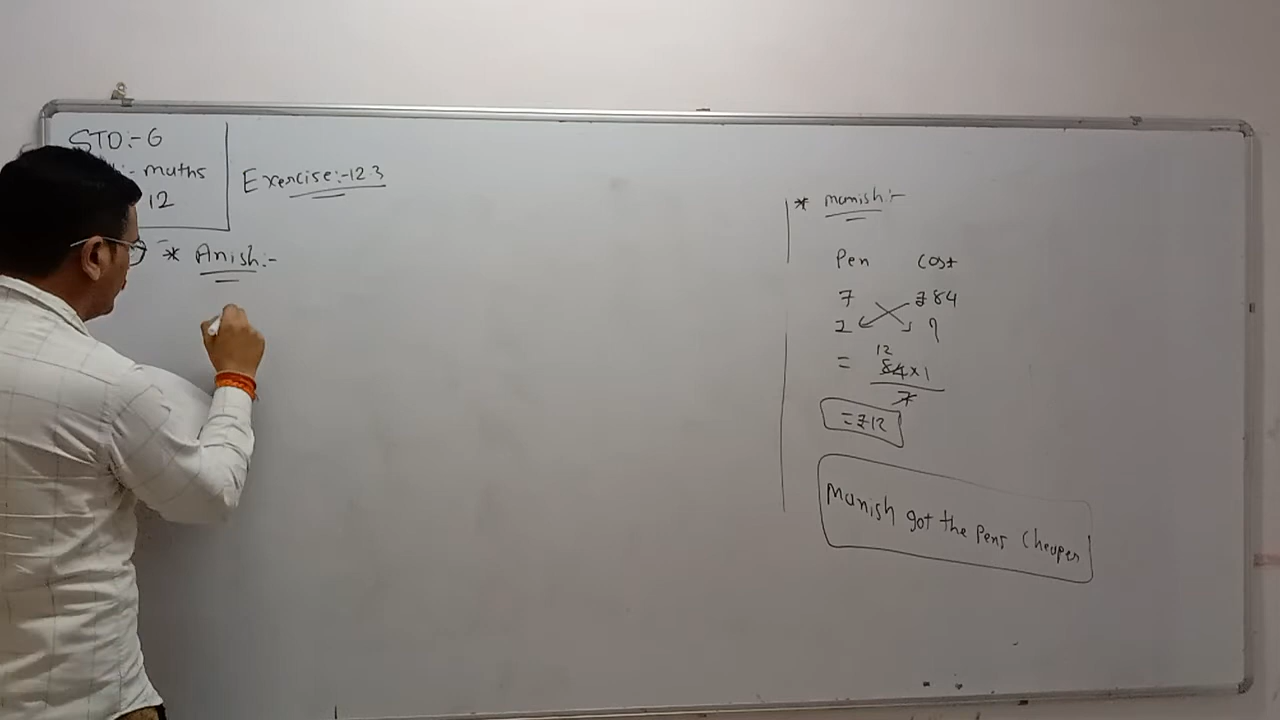 STD:- 6
:- maths
12
Exercise:-12.3
* Anish:-
* manish:-
Pen cost
7 ₹84
1 ?
12
= 84×1
7
=₹12
Manish got the pens cheaper